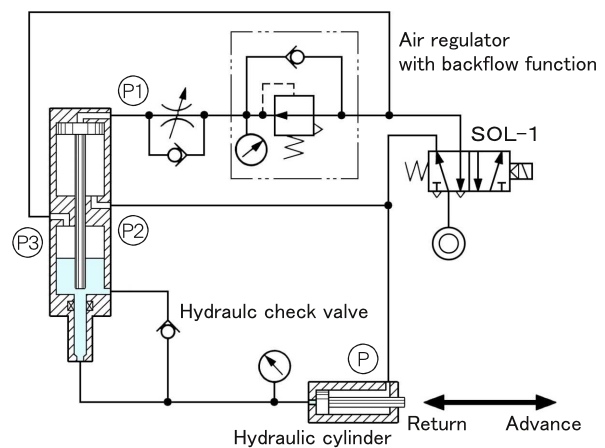 Air regulator
with backflow function
P1
SOL-1
P3
P2
Hydraulc check valve
P
Return
Advance
Hydraulic cylinder